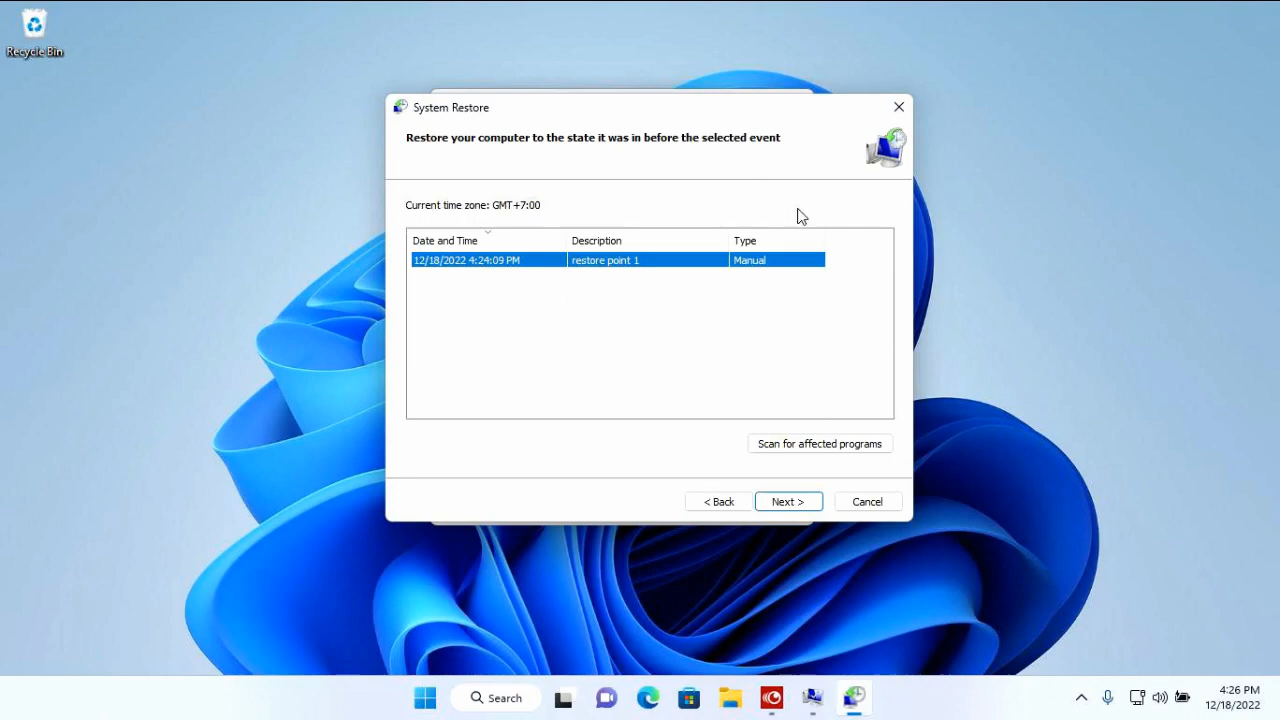 Recycle Bin
System Restore
Restore your computer to the state it was in before the selected event
Current time zone: GMT+7:00
Date and Time Description Type
12/18/2022 4:24:09 PM restore point 1 Manual
Scan for affected programs
< Back Next > Cancel
Search
4:26 PM
12/18/2022